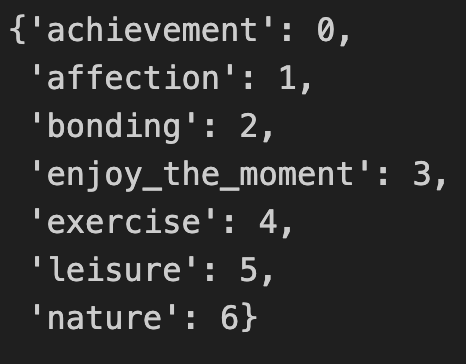 {'achievement': 0,
 'affection': 1,
 'bonding': 2,
 'enjoy_the_moment': 3,
 'exercise': 4,
 'leisure': 5,
 'nature': 6}